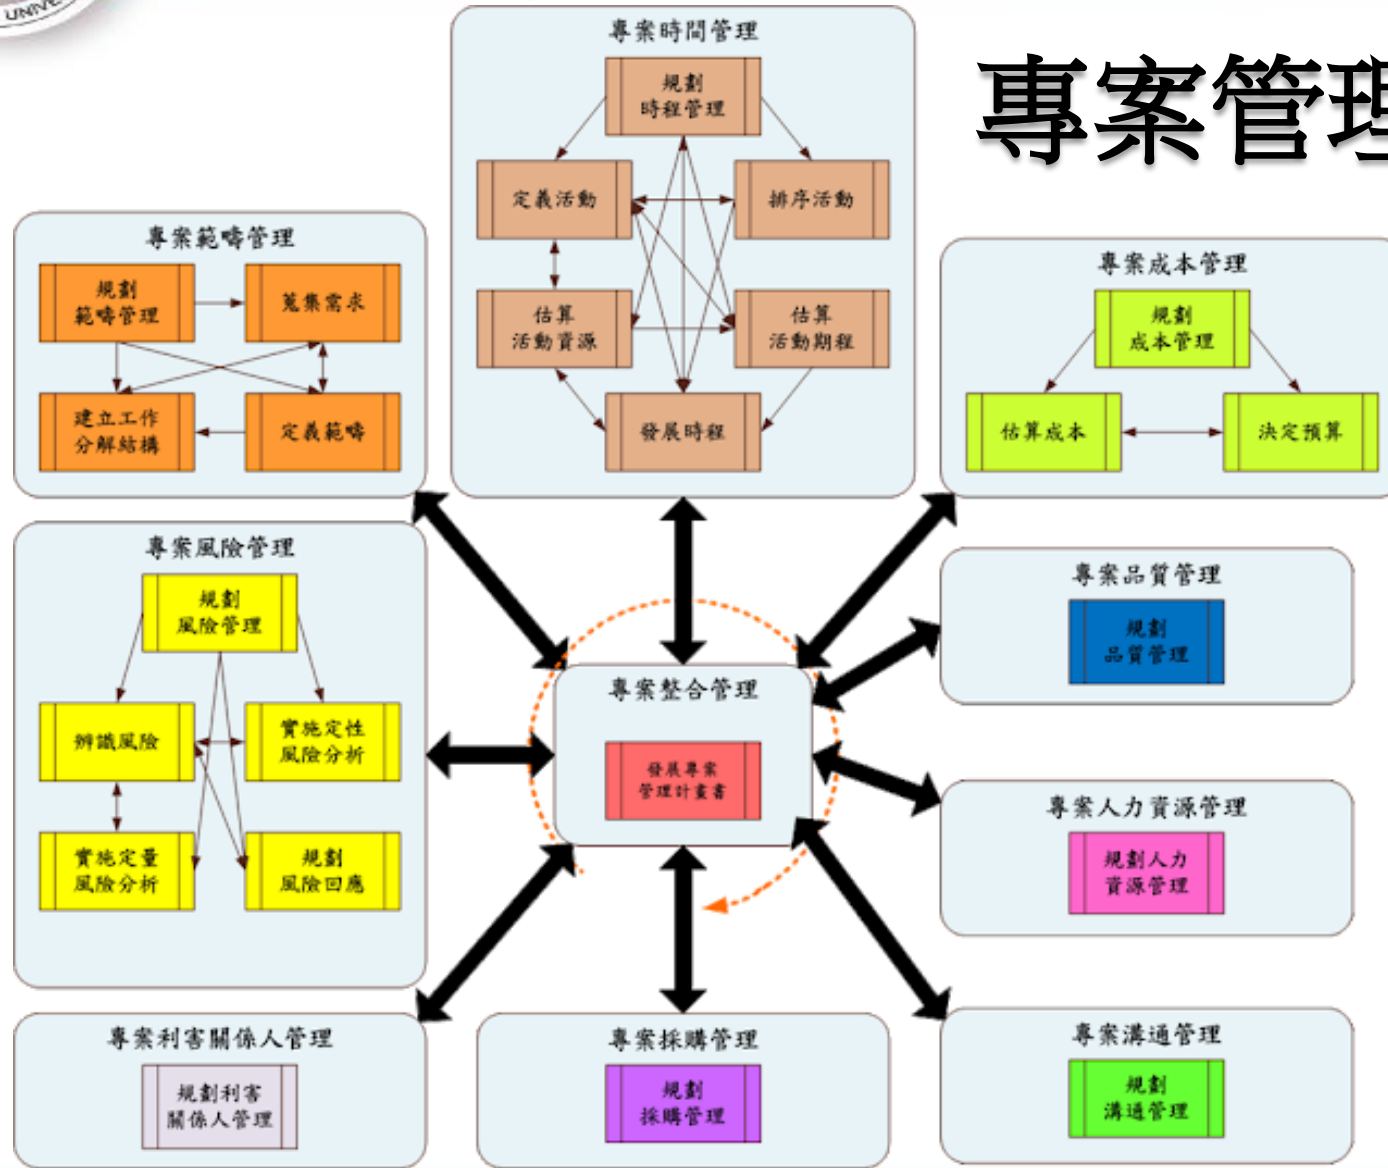 UNIVE
專案管理
專案時間管理
規劃
時程管理
定義活動
排序活動
估算
活動資源
估算
活動期程
發展時程
專案範疇管理
規劃
範疇管理
蒐集需求
建立工作
分解結構
定義範疇
專案成本管理
規劃
成本管理
估算成本
決定預算
專案風險管理
規劃
風險管理
辨識風險
實施定性
風險分析
實施定量
風險分析
規劃
風險回應
專案整合管理
發展專案
管理計畫書
專案品質管理
規劃
品質管理
專案人力資源管理
規劃人力
資源管理
專案利害關係人管理
規劃利害
關係人管理
專案採購管理
規劃
採購管理
專案溝通管理
規劃
溝通管理